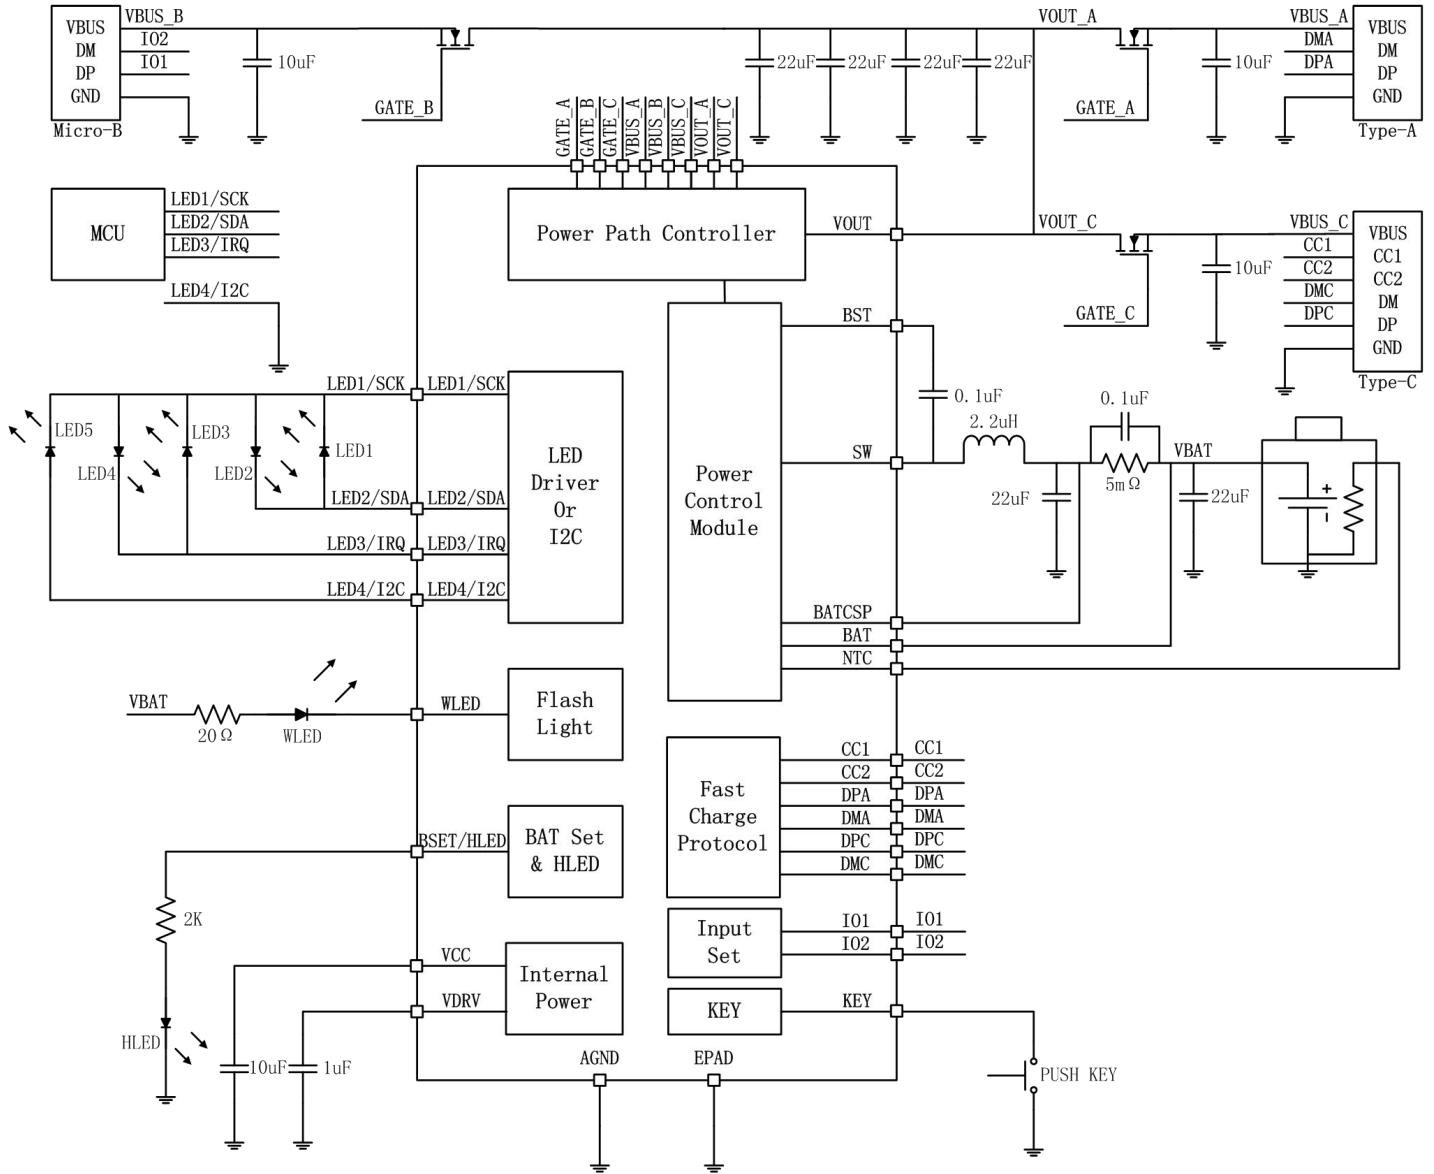 VBUS_B
VOUT_A
VBUS_A
VBUS
DM
DP
GND
Micro-B
IO2
IO1
10uF
GATE_B
22uF
22uF
22uF
22uF
GATE_A
10uF
DMA
DPA
VBUS
DM
DP
GND
Type-A
GATE_A
GATE_B
GATE_C
VBUS_A
VBUS_B
VBUS_C
VOUT_A
VOUT_C
MCU
LED1/SCK
LED2/SDA
LED3/IRQ
LED4/I2C
Power Path Controller
VOUT
VOUT_C
GATE_C
10uF
VBUS_C
CC1
CC2
DMC
DPC
VBUS
CC1
CC2
DM
DP
GND
Type-C
BST
0.1uF
2.2uH
0.1uF
SW
VBAT
5mΩ
22uF
22uF
+
−
Power
Control
Module
BATCSP
BAT
NTC
LED1/SCK
LED1/SCK
LED5
LED4
LED3
LED2
LED1
LED2/SDA
LED2/SDA
LED3/IRQ
LED3/IRQ
LED4/I2C
LED4/I2C
LED
Driver
Or
I2C
VBAT
20Ω
WLED
WLED
Flash
Light
BSET/HLED
BAT Set
& HLED
2K
HLED
VCC
VDRV
Internal
Power
10uF
1uF
Fast
Charge
Protocol
CC1
CC1
CC2
CC2
DPA
DPA
DMA
DMA
DPC
DPC
DMC
DMC
Input
Set
IO1
IO1
IO2
IO2
KEY
KEY
AGND
EPAD
PUSH KEY